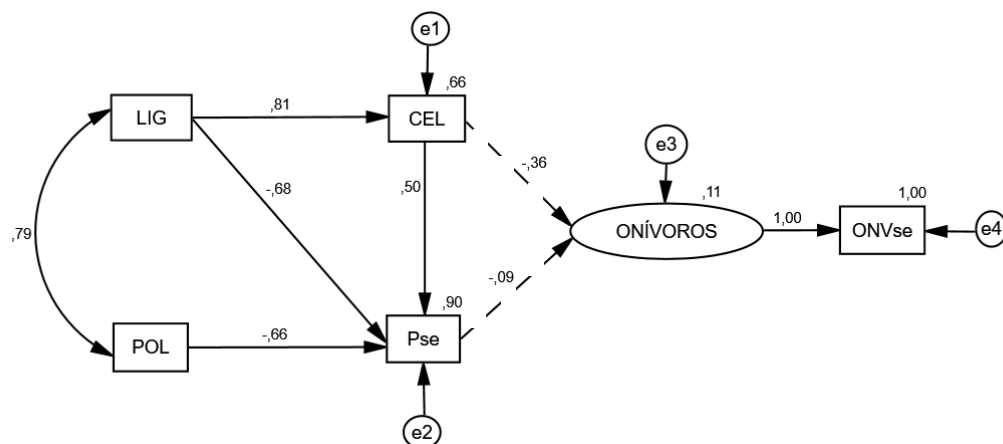 e1
,66
LIG
,81
CEL
e3
-,36
-,68
,50
,11
1,00
1,00
ONÍVOROS
ONVse
,79
e4
-,09
,90
POL
-,66
Pse
e2